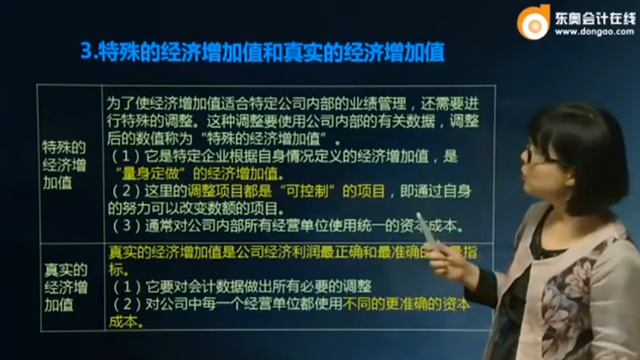 东奥会计在线
www.dongao.com
3.特殊的经济增加值和真实的经济增加值
特殊的
经济增
加值
为了使经济增加值适合特定公司内部的业绩管理，还需要进
行特殊的调整。这种调整要使用公司内部的有关数据，调整
后的数值称为“特殊的经济增加值”。
（1）它是特定企业根据自身情况定义的经济增加值，是
“量身定做”的经济增加值。
（2）这里的调整项目都是“可控制”的项目，即通过自身
的努力可以改变数额的项目。
（3）通常对公司内部所有经营单位使用统一的资本成本。
真实的
经济增
加值
真实的经济增加值是公司经济利润最正确和最准确的量指
标。
（1）它要对会计数据做出所有必要的调整
（2）对公司中每一个经营单位都使用不同的更准确的资本
成本。